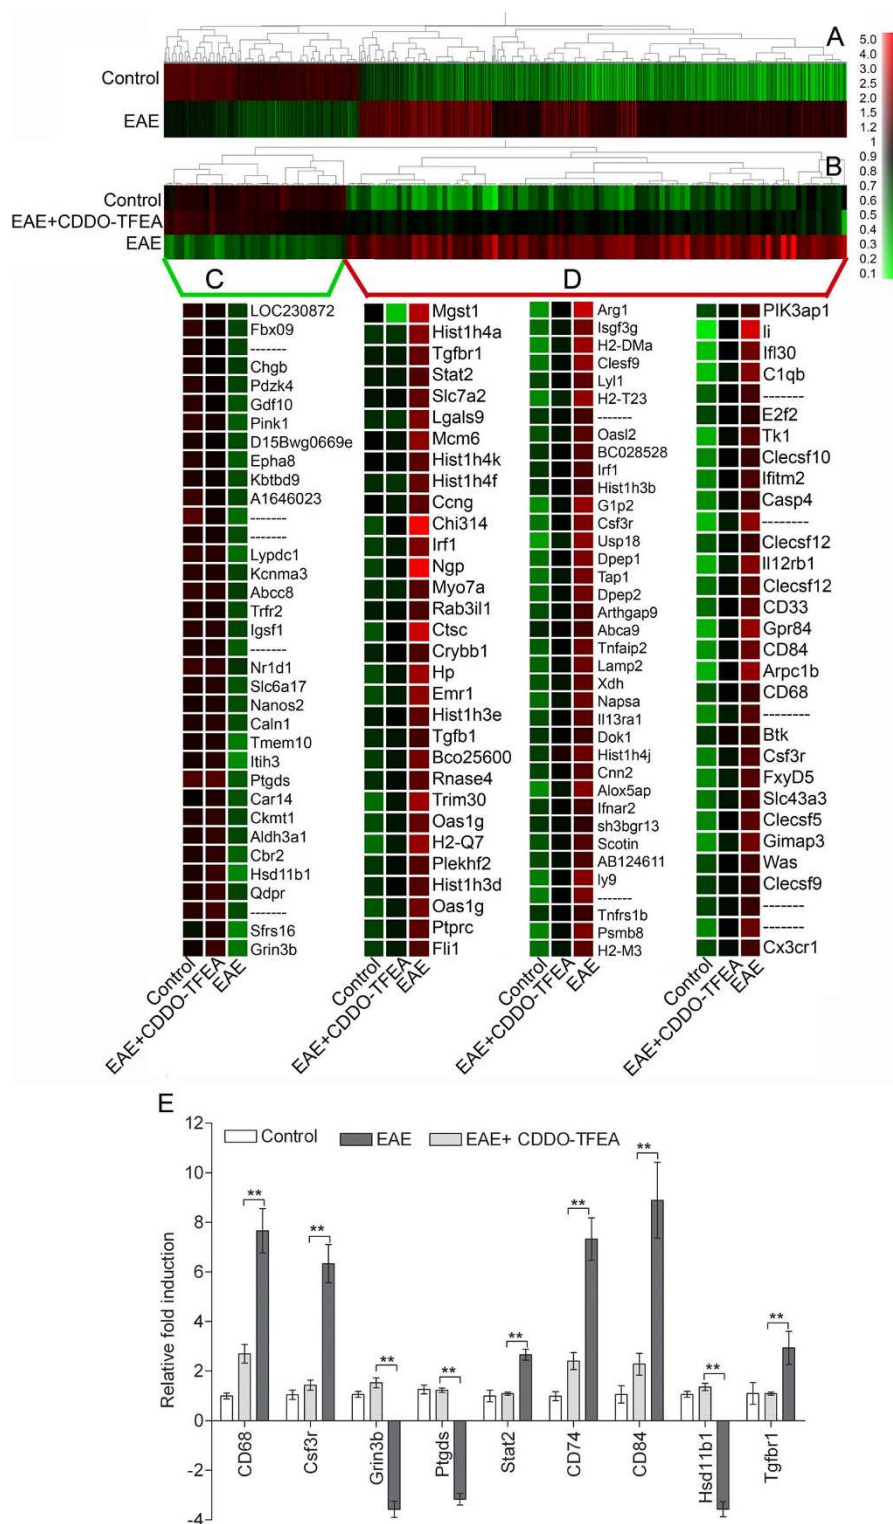 A
5.0
4.0
3.0
2.5
2.0
1.5
1.2
1
0.9
0.8
0.7
0.6
0.5
0.4
0.3
0.2
0.1
Control
EAE
B
Control
EAE+CDDO-TFEA
EAE
C
D
LOC230872
Fbx09
-------
Chgb
Pdzk4
Gdf10
Pink1
D15Bwg0669e
Epha8
Kbtbd9
A1646023
-------
-------
Lypdc1
Kcnma3
Abcc8
Trfr2
Igsf1
-------
Nr1d1
Slc6a17
Nanos2
Caln1
Tmem10
Itih3
Ptgds
Car14
Ckmt1
Aldh3a1
Cbr2
Hsd11b1
Qdpr
-------
Sfrs16
Grin3b
Control
EAE+CDDO-TFEA
EAE
Mgst1
Hist1h4a
Tgfbr1
Stat2
Slc7a2
Lgals9
Mcm6
Hist1h4k
Hist1h4f
Ccng
Chi314
Irf1
Ngp
Myo7a
Rab3il1
Ctsc
Crybb1
Hp
Emr1
Hist1h3e
Tgfb1
Bco25600
Rnase4
Trim30
Oas1g
H2-Q7
Plekhf2
Hist1h3d
Oas1g
Ptprc
Fli1
Control
EAE+CDDO-TFEA
EAE
Arg1
Isgf3g
H2-DMa
Clesf9
Lyl1
H2-T23
-------
Oasl2
BC028528
Irf1
Hist1h3b
G1p2
Csf3r
Usp18
Dpep1
Tap1
Dpep2
Arthgap9
Abca9
Tnfaip2
Lamp2
Xdh
Napsa
Il13ra1
Dok1
Hist1h4j
Cnn2
Alox5ap
Ifnar2
sh3bgr13
Scotin
AB124611
ly9
-------
Tnfrs1b
Psmb8
H2-M3
Control
EAE+CDDO-TFEA
EAE
PIK3ap1
Ii
Ifl30
C1qb
-------
E2f2
Tk1
Clecsf10
Ifitm2
Casp4
--------
Clecsf12
Il12rb1
Clecsf12
CD33
Gpr84
CD84
Arpc1b
CD68
--------
Btk
Csf3r
FxyD5
Slc43a3
Clecsf5
Gimap3
Was
Clecsf9
-------
-------
Cx3cr1
Control
EAE+CDDO-TFEA
EAE
E
Relative fold induction
12
10
8
6
4
2
0
-2
-4
Control
EAE
EAE+ CDDO-TFEA
**
**
**
**
**
**
**
**
**
CD68
Csf3r
Grin3b
Ptgds
Stat2
CD74
CD84
Hsd11b1
Tgfbr1